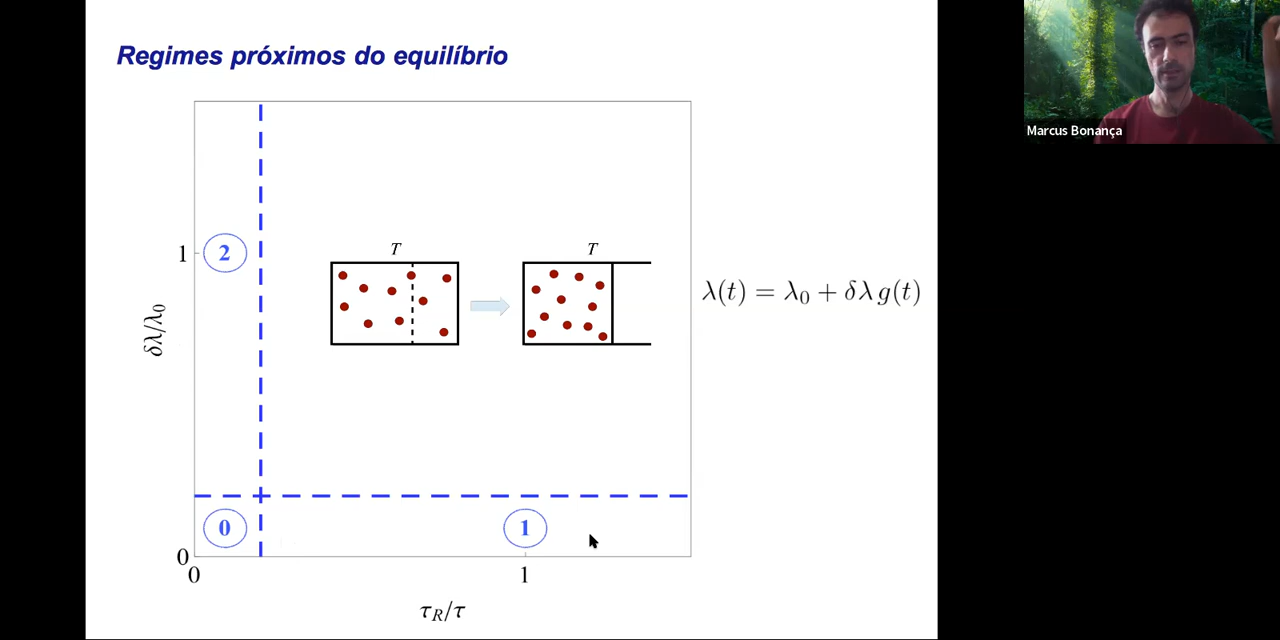 Regimes próximos do equilíbrio
Marcus Bonança
1
2
T
T
λ(t) = λ₀ + δλ g(t)
δλ/λ₀
0
1
0
0
1
τ_R/τ